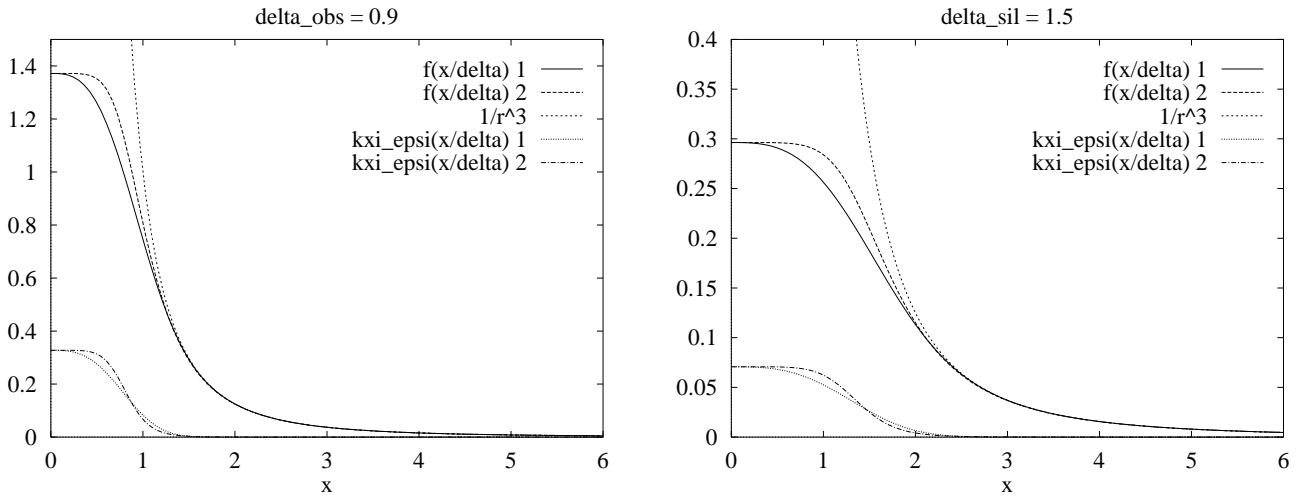 delta_obs = 0.9
1.4
1.2
1
0.8
0.6
0.4
0.2
0
0
1
2
3
4
5
6
x
f(x/delta) 1
f(x/delta) 2
1/r^3
kxi_epsi(x/delta) 1
kxi_epsi(x/delta) 2
delta_sil = 1.5
0.4
0.35
0.3
0.25
0.2
0.15
0.1
0.05
0
0
1
2
3
4
5
6
x
f(x/delta) 1
f(x/delta) 2
1/r^3
kxi_epsi(x/delta) 1
kxi_epsi(x/delta) 2